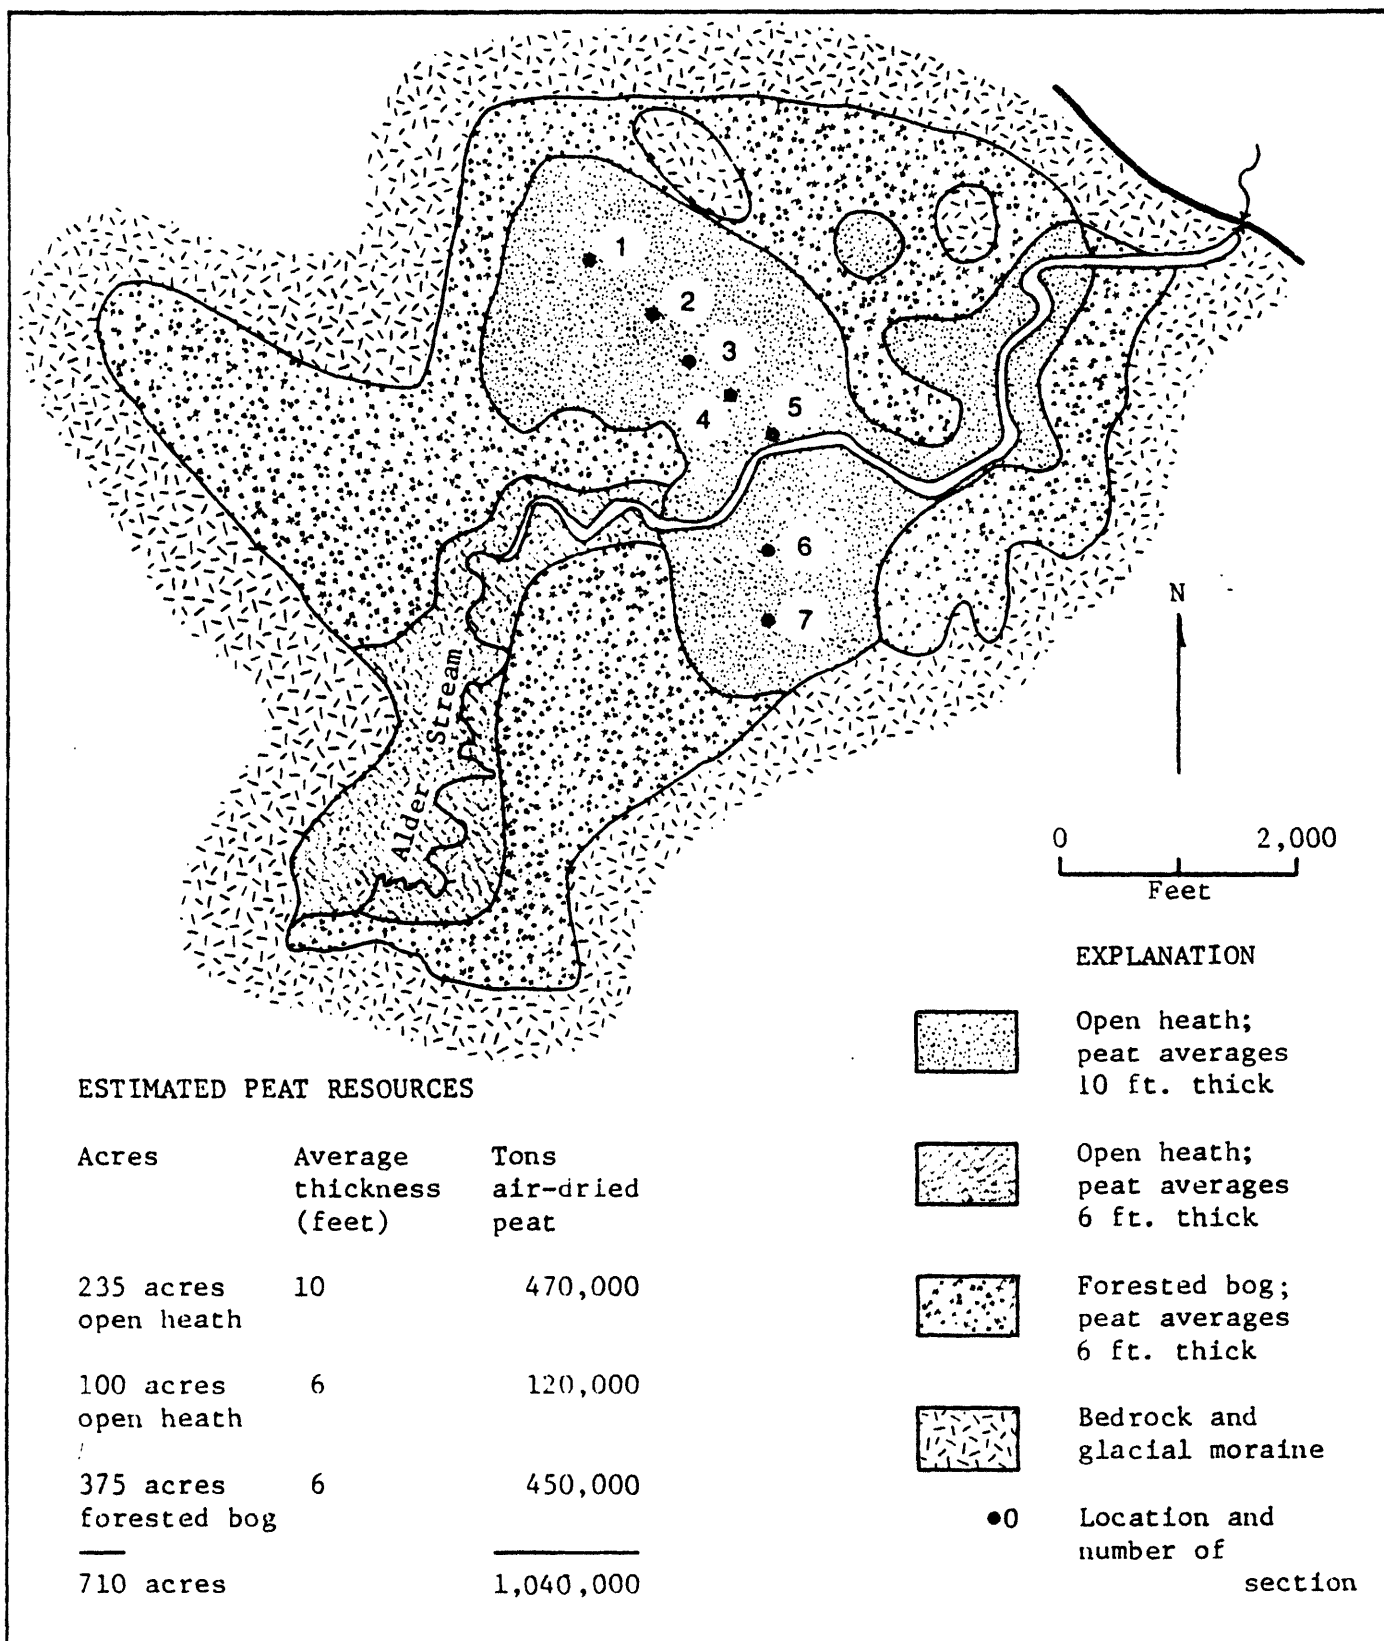 1
2
3
4
5
6
7
Alder Stream
N
0 2,000
Feet
EXPLANATION
Open heath;
peat averages
10 ft. thick
Open heath;
peat averages
6 ft. thick
Forested bog;
peat averages
6 ft. thick
Bedrock and
glacial moraine
0 Location and
number of
section
ESTIMATED PEAT RESOURCES
Acres Average Tons
thickness air-dried
(feet) peat
235 acres 10 470,000
open heath
100 acres 6 120,000
open heath
375 acres 6 450,000
forested bog
710 acres 1,040,000